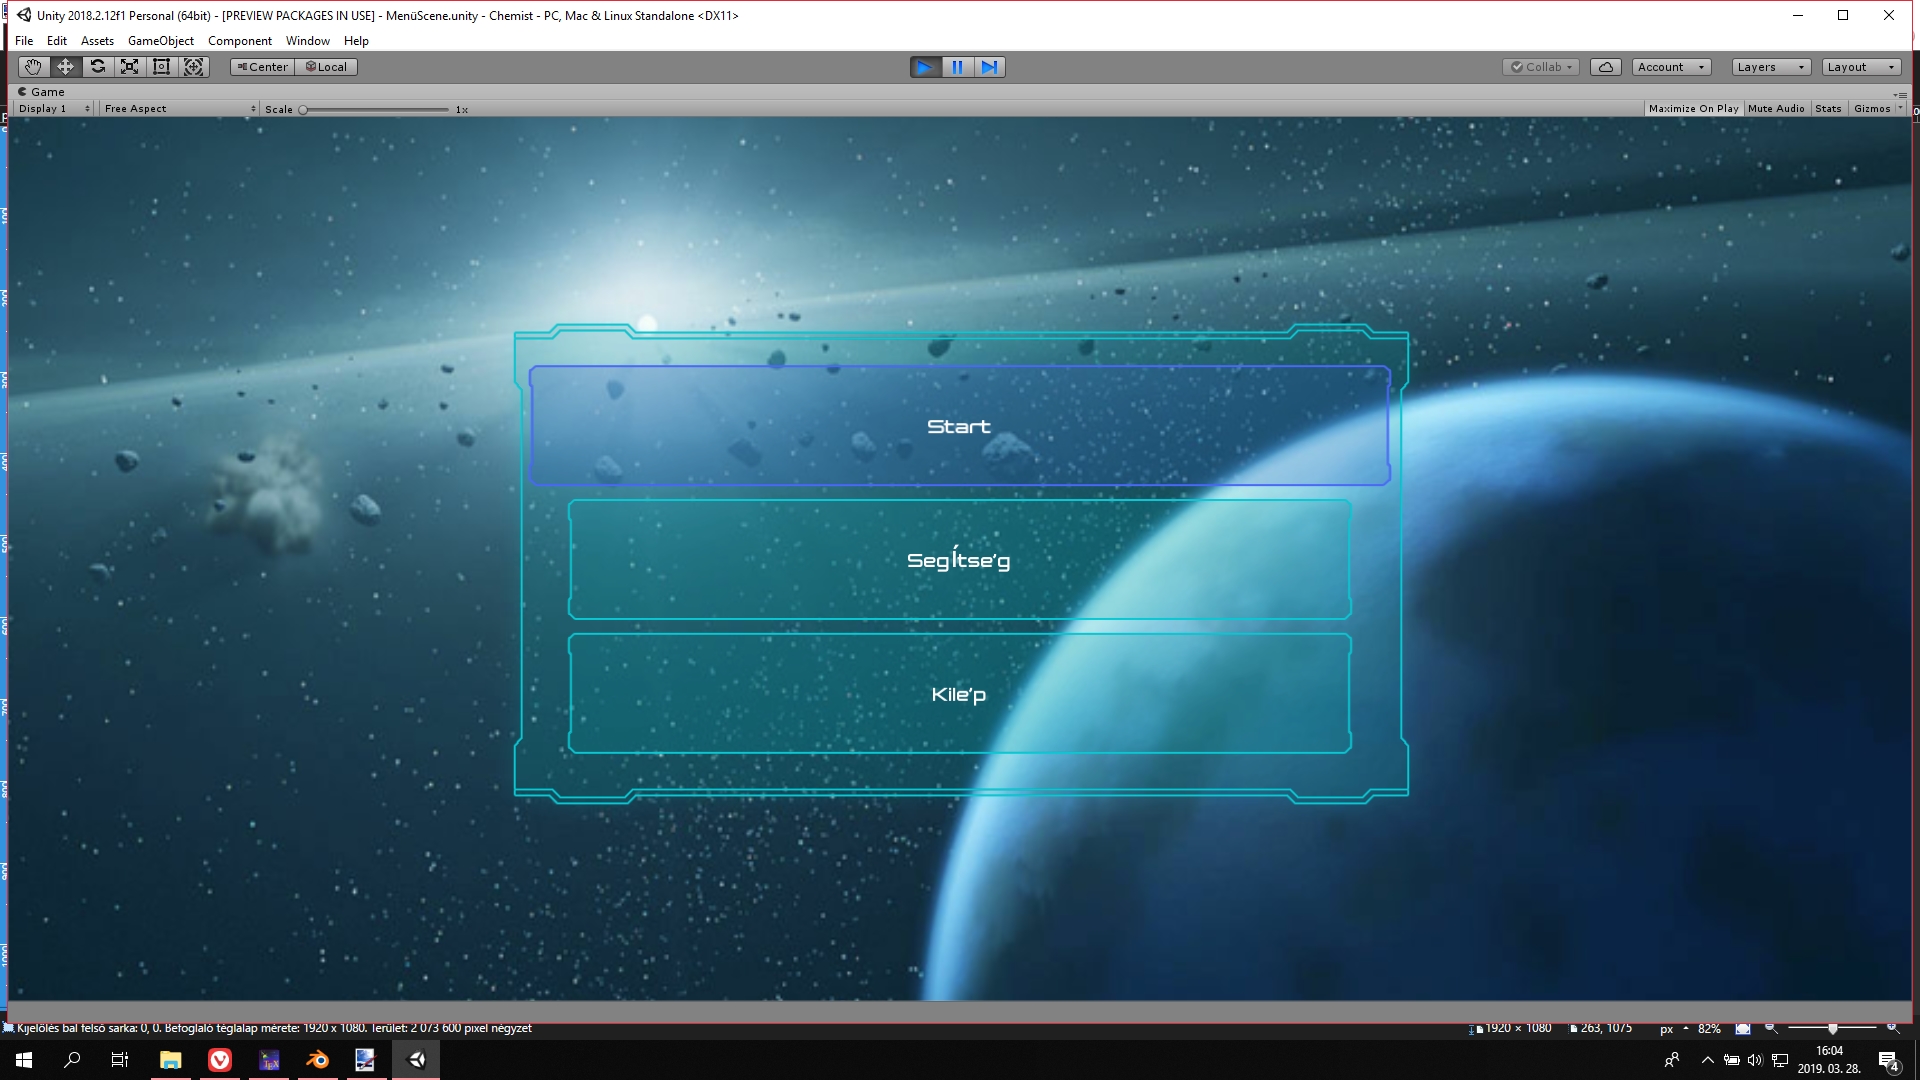 Unity 2018.2.12f1 Personal (64bit) - [PREVIEW PACKAGES IN USE] - MenüScene.unity - Chemist - PC, Mac & Linux Standalone <DX11>
File Edit Assets GameObject Component Window Help
Center Local Collab Account Layers Layout
Game
Display 1 Free Aspect Scale 1x Maximize On Play Mute Audio Stats Gizmos
Start
SegÍtse'g
Kile'p
Kijelölés bal felső sarka: 0, 0. Befoglaló téglalap mérete: 1920 x 1080. Terület: 2 073 600 pixel négyzet 1920 × 1080 263, 1075 px 82%
16:04
2019. 03. 28.
4